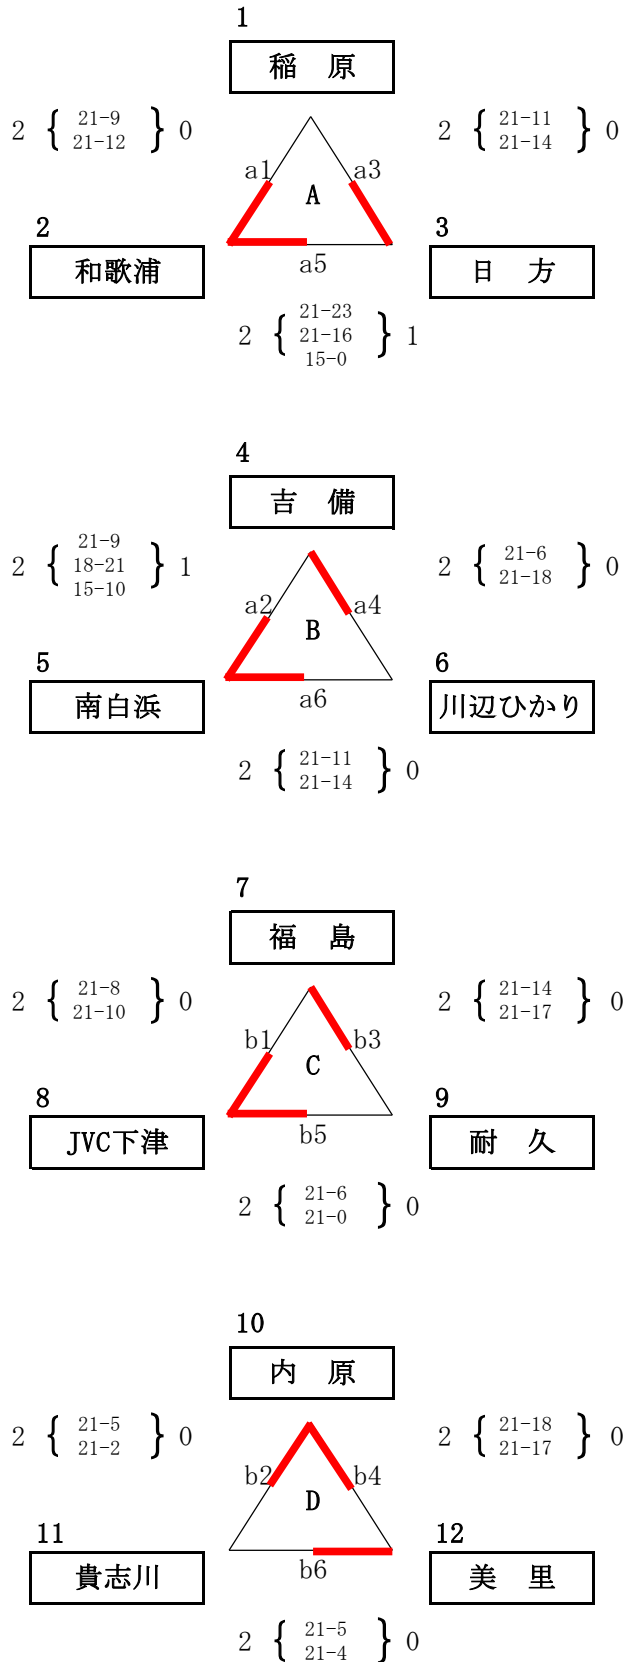 1
稲　原
2 { 21-9 } 0
21-12
2 { 21-11 } 0
21-14
a1
a3
A
2
和歌浦
3
日　方
a5
21-23
2 { 21-16 } 1
15-0
4
吉　備
21-9
2 { 18-21 } 1
15-10
2 { 21-6 } 0
21-18
a2
a4
B
5
南白浜
6
川辺ひかり
a6
2 { 21-11 } 0
21-14
7
福　島
2 { 21-8 } 0
21-10
2 { 21-14 } 0
21-17
b1
b3
C
8
JVC下津
9
耐　久
b5
2 { 21-6 } 0
21-0
10
内　原
2 { 21-5 } 0
21-2
2 { 21-18 } 0
21-17
b2
b4
D
11
貴志川
12
美　里
b6
2 { 21-5 } 0
21-4